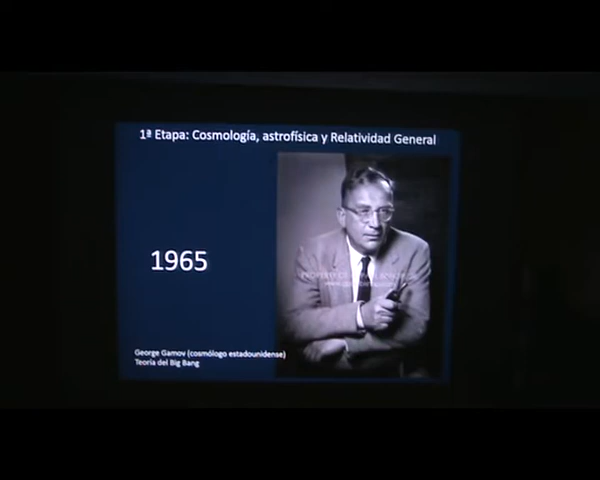 1ª Etapa: Cosmología, astrofísica y Relatividad General
1965
George Gamov (cosmólogo estadounidense)
Teoría del Big Bang